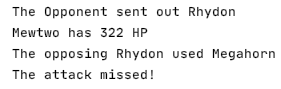 The Opponent sent out Rhydon
Mewtwo has 322 HP
The opposing Rhydon used Megahorn
The attack missed!